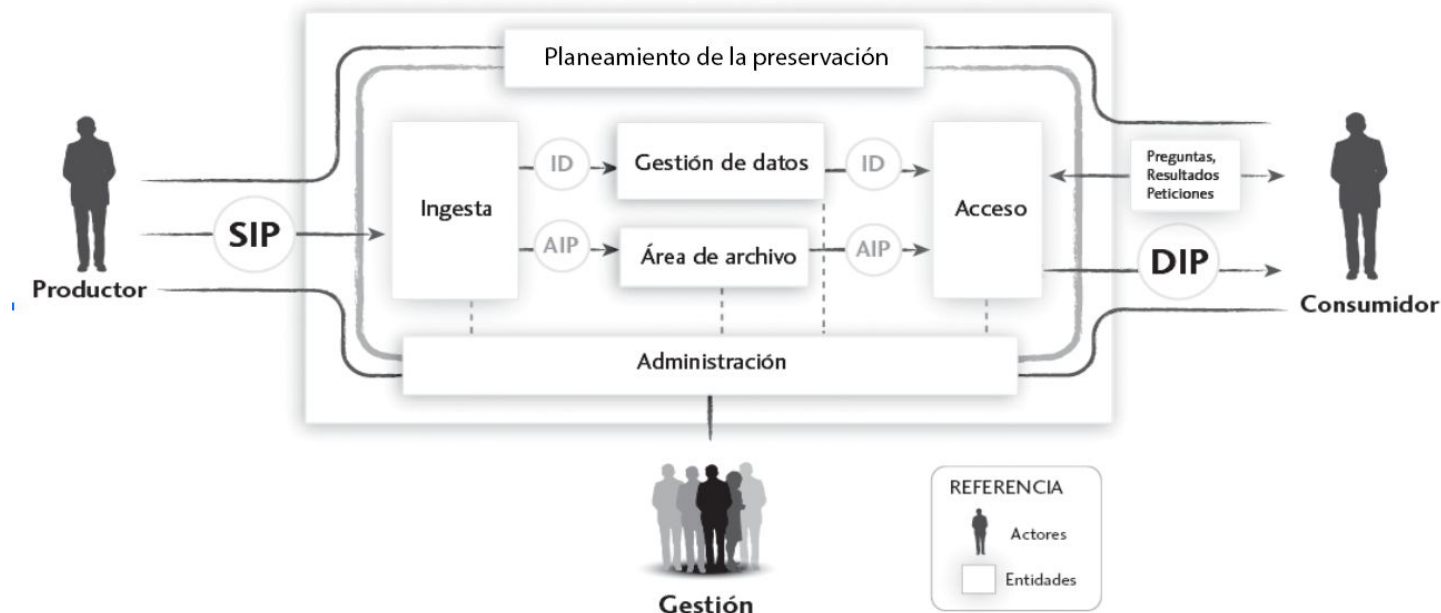 Planeamiento de la preservación
ID
Gestión de datos
ID
Preguntas,
Resultados
Peticiones
Ingesta
Acceso
SIP
AIP
Área de archivo
AIP
DIP
Productor
Consumidor
Administración
Gestión
REFERENCIA
Actores
Entidades